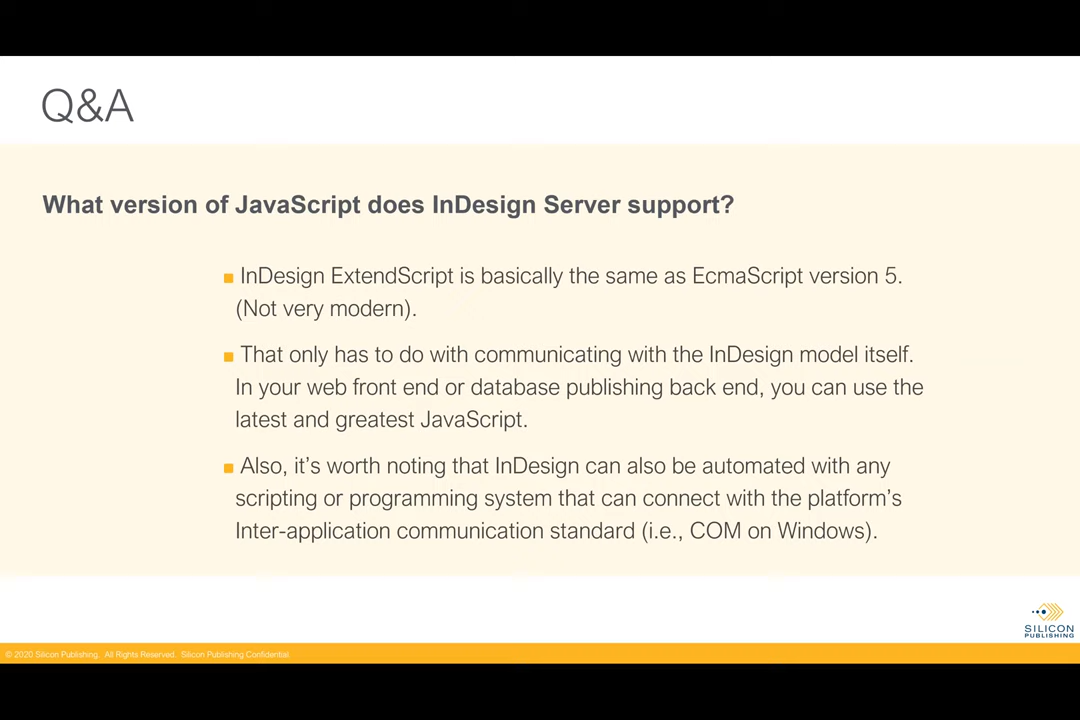 Q&A
What version of JavaScript does InDesign Server support?
InDesign ExtendScript is basically the same as EcmaScript version 5.
(Not very modern).
That only has to do with communicating with the InDesign model itself.
In your web front end or database publishing back end, you can use the
latest and greatest JavaScript.
Also, it’s worth noting that InDesign can also be automated with any
scripting or programming system that can connect with the platform’s
Inter-application communication standard (i.e., COM on Windows).
SILICON
PUBLISHING
© 2020 Silicon Publishing. All Rights Reserved. Silicon Publishing Confidential.